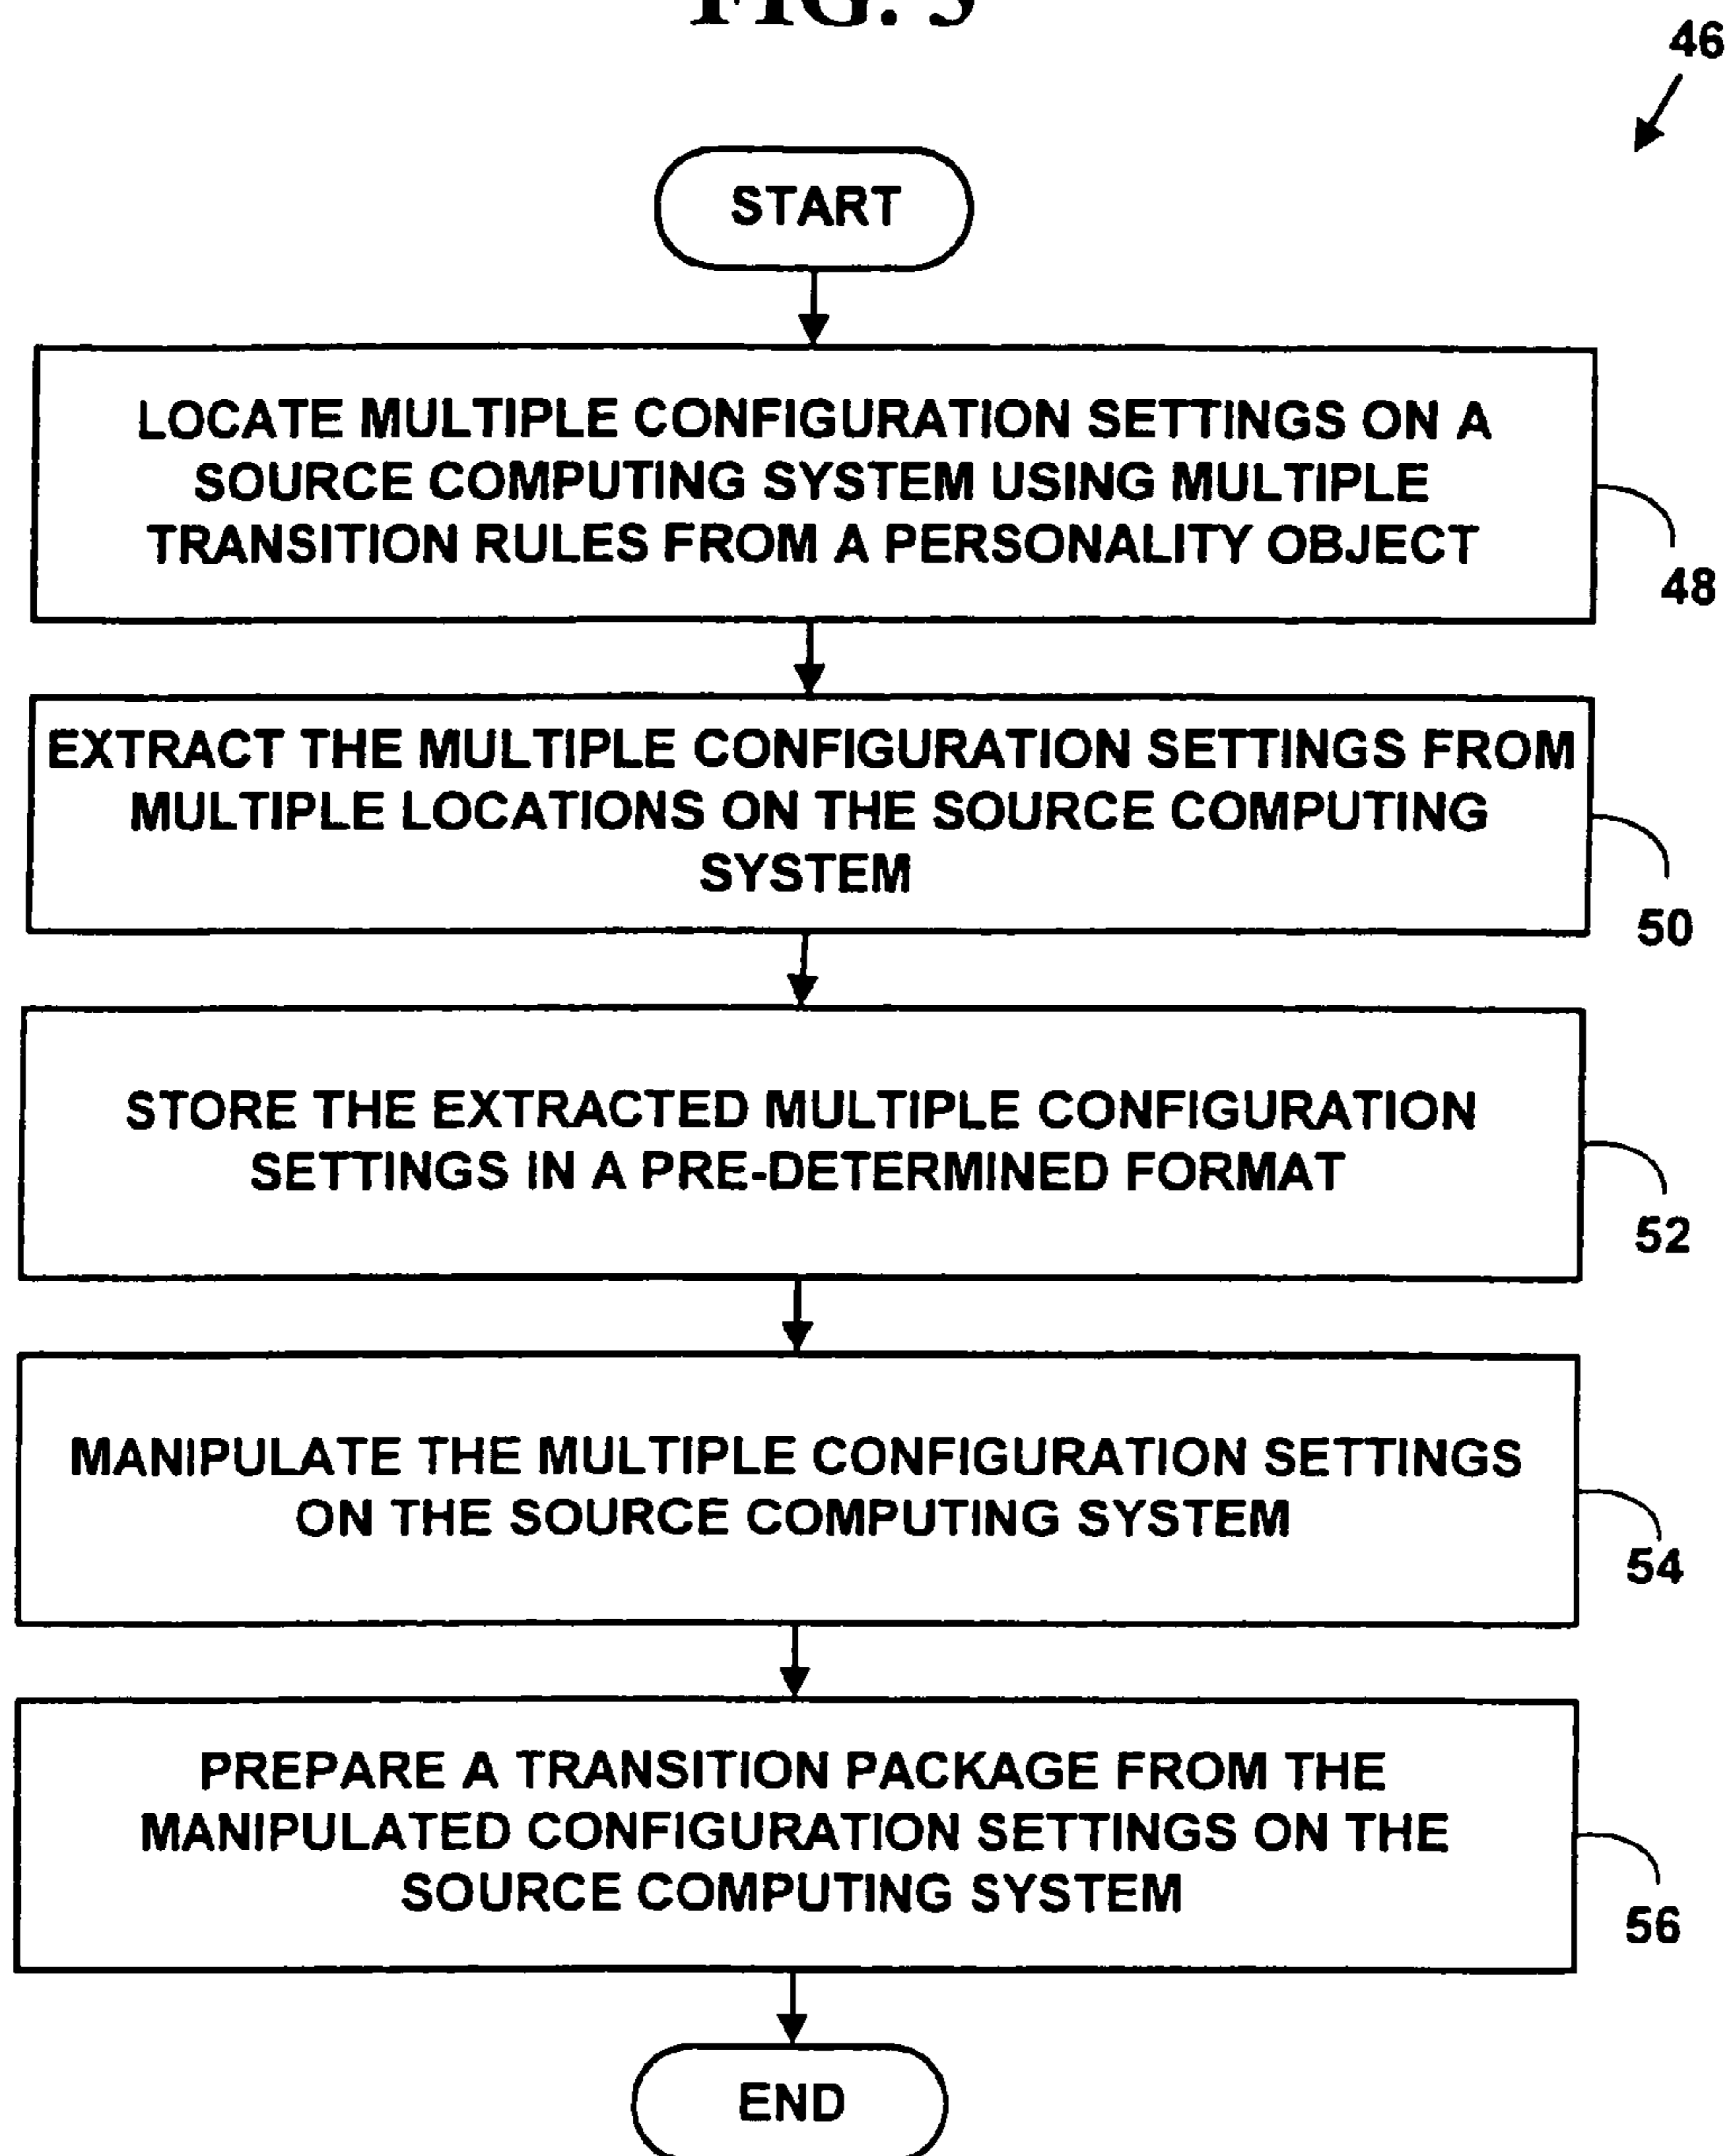 FIG. 3
46
START
LOCATE MULTIPLE CONFIGURATION SETTINGS ON A
SOURCE COMPUTING SYSTEM USING MULTIPLE
TRANSITION RULES FROM A PERSONALITY OBJECT
48
EXTRACT THE MULTIPLE CONFIGURATION SETTINGS FROM
MULTIPLE LOCATIONS ON THE SOURCE COMPUTING
SYSTEM
50
STORE THE EXTRACTED MULTIPLE CONFIGURATION
SETTINGS IN A PRE-DETERMINED FORMAT
52
MANIPULATE THE MULTIPLE CONFIGURATION SETTINGS
ON THE SOURCE COMPUTING SYSTEM
54
PREPARE A TRANSITION PACKAGE FROM THE
MANIPULATED CONFIGURATION SETTINGS ON THE
SOURCE COMPUTING SYSTEM
56
END